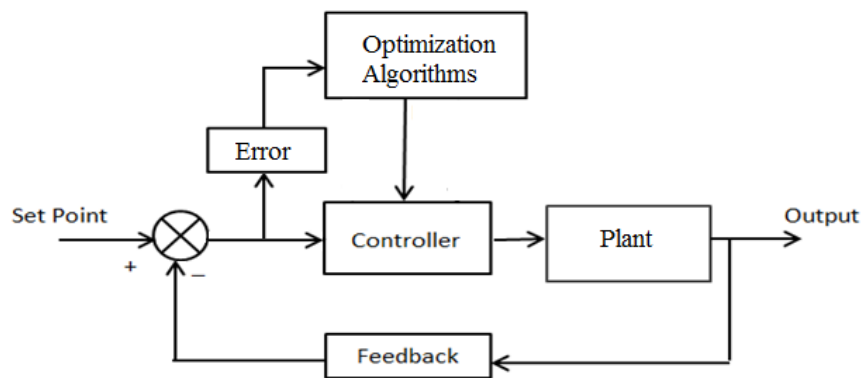 Optimization
Algorithms
Error
Set Point
Output
Controller
Plant
+
–
Feedback